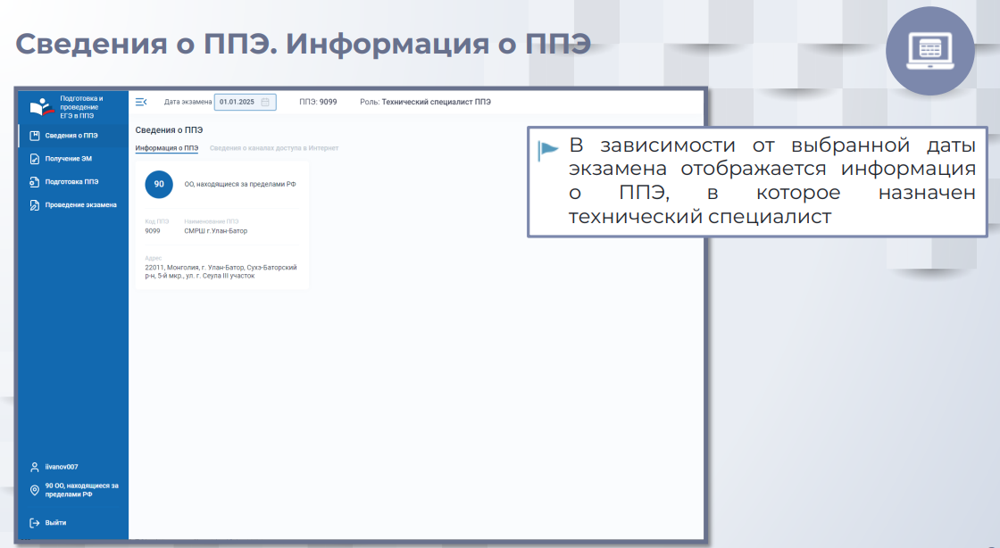 Сведения о ППЭ. Информация о ППЭ
Подготовка и
проведение
ЕГЭ в ППЭ
Дата экзамена 01.01.2025 ППЭ: 9099 Роль: Технический специалист ППЭ
Сведения о ППЭ
Получение ЭМ
Подготовка ППЭ
Проведение экзамена
Сведения о ППЭ
Информация о ППЭ Сведения о каналах доступа в Интернет
90 ОО, находящиеся за пределами РФ
Код ППЭ Наименование ППЭ
9099 СМРШ г.Улан-Батор
Адрес
22011, Монголия, г. Улан-Батор, Сухэ-Баторский
р-н, 5-й мкр., ул. г. Сеула III участок
В зависимости от выбранной даты
экзамена отображается информация
о ППЭ, в которое назначен
технический специалист
iivanov007
90 ОО, находящиеся за
пределами РФ
Выйти